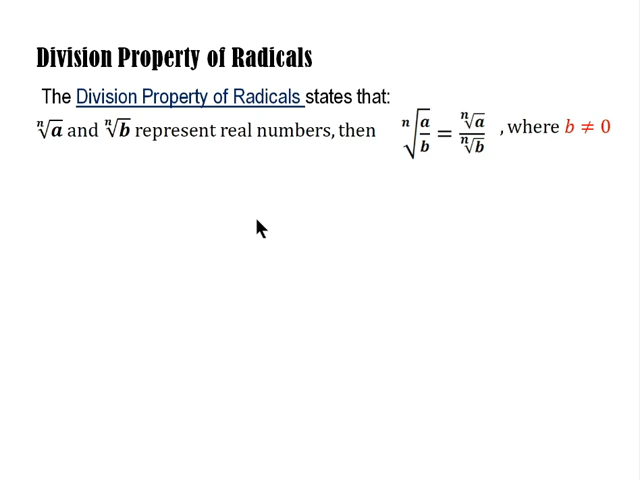 Division Property of Radicals
The Division Property of Radicals states that:
ⁿ√a and ⁿ√b represent real numbers, then ⁿ√(a/b) = ⁿ√a/ⁿ√b , where b ≠ 0